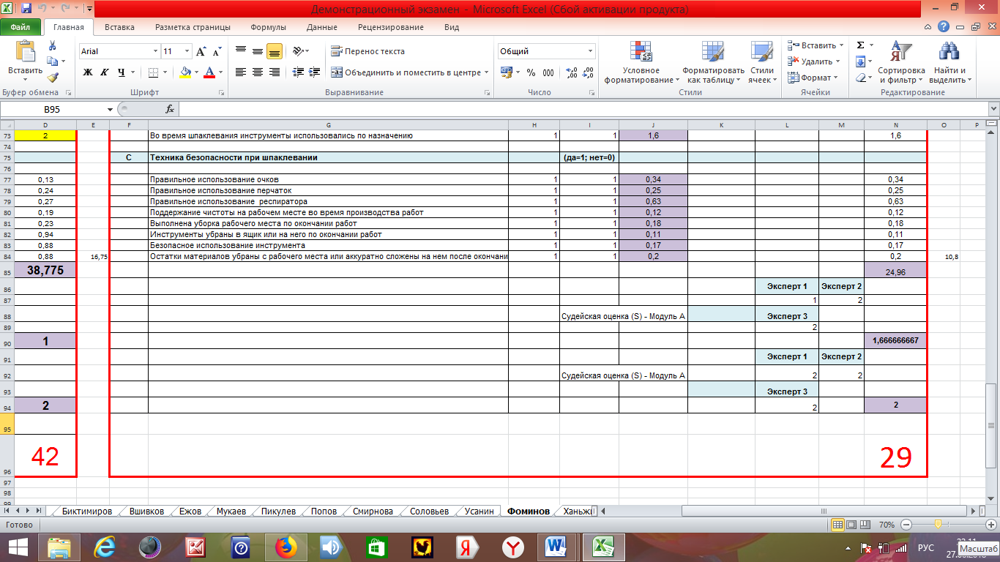 Демонстрационный экзамен - Microsoft Excel (Сбой активации продукта)
Файл Главная Вставка Разметка страницы Формулы Данные Рецензирование Вид
Arial 11 Перенос текста Общий Вставить
Вставить Удалить
Ж К Ч Объединить и поместить в центре % 000 Условное форматирование Форматировать как таблицу Стили ячеек Формат Сортировка и фильтр Найти и выделить
Буфер обмена Шрифт Выравнивание Число Стили Ячейки Редактирование
B95 fx
D E F G H I J K L M N O P
73 2 Во время шпаклевания инструменты использовались по назначению 1 1 1,6 1,6
74
75 C Техника безопасности при шпаклевании (да=1; нет=0)
76
77 0,13 Правильное использование очков 1 1 0,34 0,34
78 0,24 Правильное использование перчаток 1 1 0,25 0,25
79 0,27 Правильное использование респиратора 1 1 0,63 0,63
80 0,19 Поддержание чистоты на рабочем месте во время производства работ 1 1 0,12 0,12
81 0,23 Выполнена уборка рабочего места по окончании работ 1 1 0,18 0,18
82 0,94 Инструменты убраны в ящик или на него по окончании работ 1 1 0,11 0,11
83 0,88 Безопасное использование инструмента 1 1 0,17 0,17
84 0,88 16,75 Остатки материалов убраны с рабочего места или аккуратно сложены на нем после окончани 1 1 0,2 0,2 10,8
85 38,775 24,96
86 Эксперт 1 Эксперт 2
87 1 2
88 Судейская оценка (S) - Модуль А Эксперт 3
89 2
90 1 1,666666667
91 Эксперт 1 Эксперт 2
92 Судейская оценка (S) - Модуль А 2 2
93 Эксперт 3
94 2 2 2
95
96 42 29
97
98
Биктимиров Вшивков Ежов Мукаев Пикулев Попов Смирнова Соловьев Усанин Фоминов
Готово 70%
РУС
Масштаб